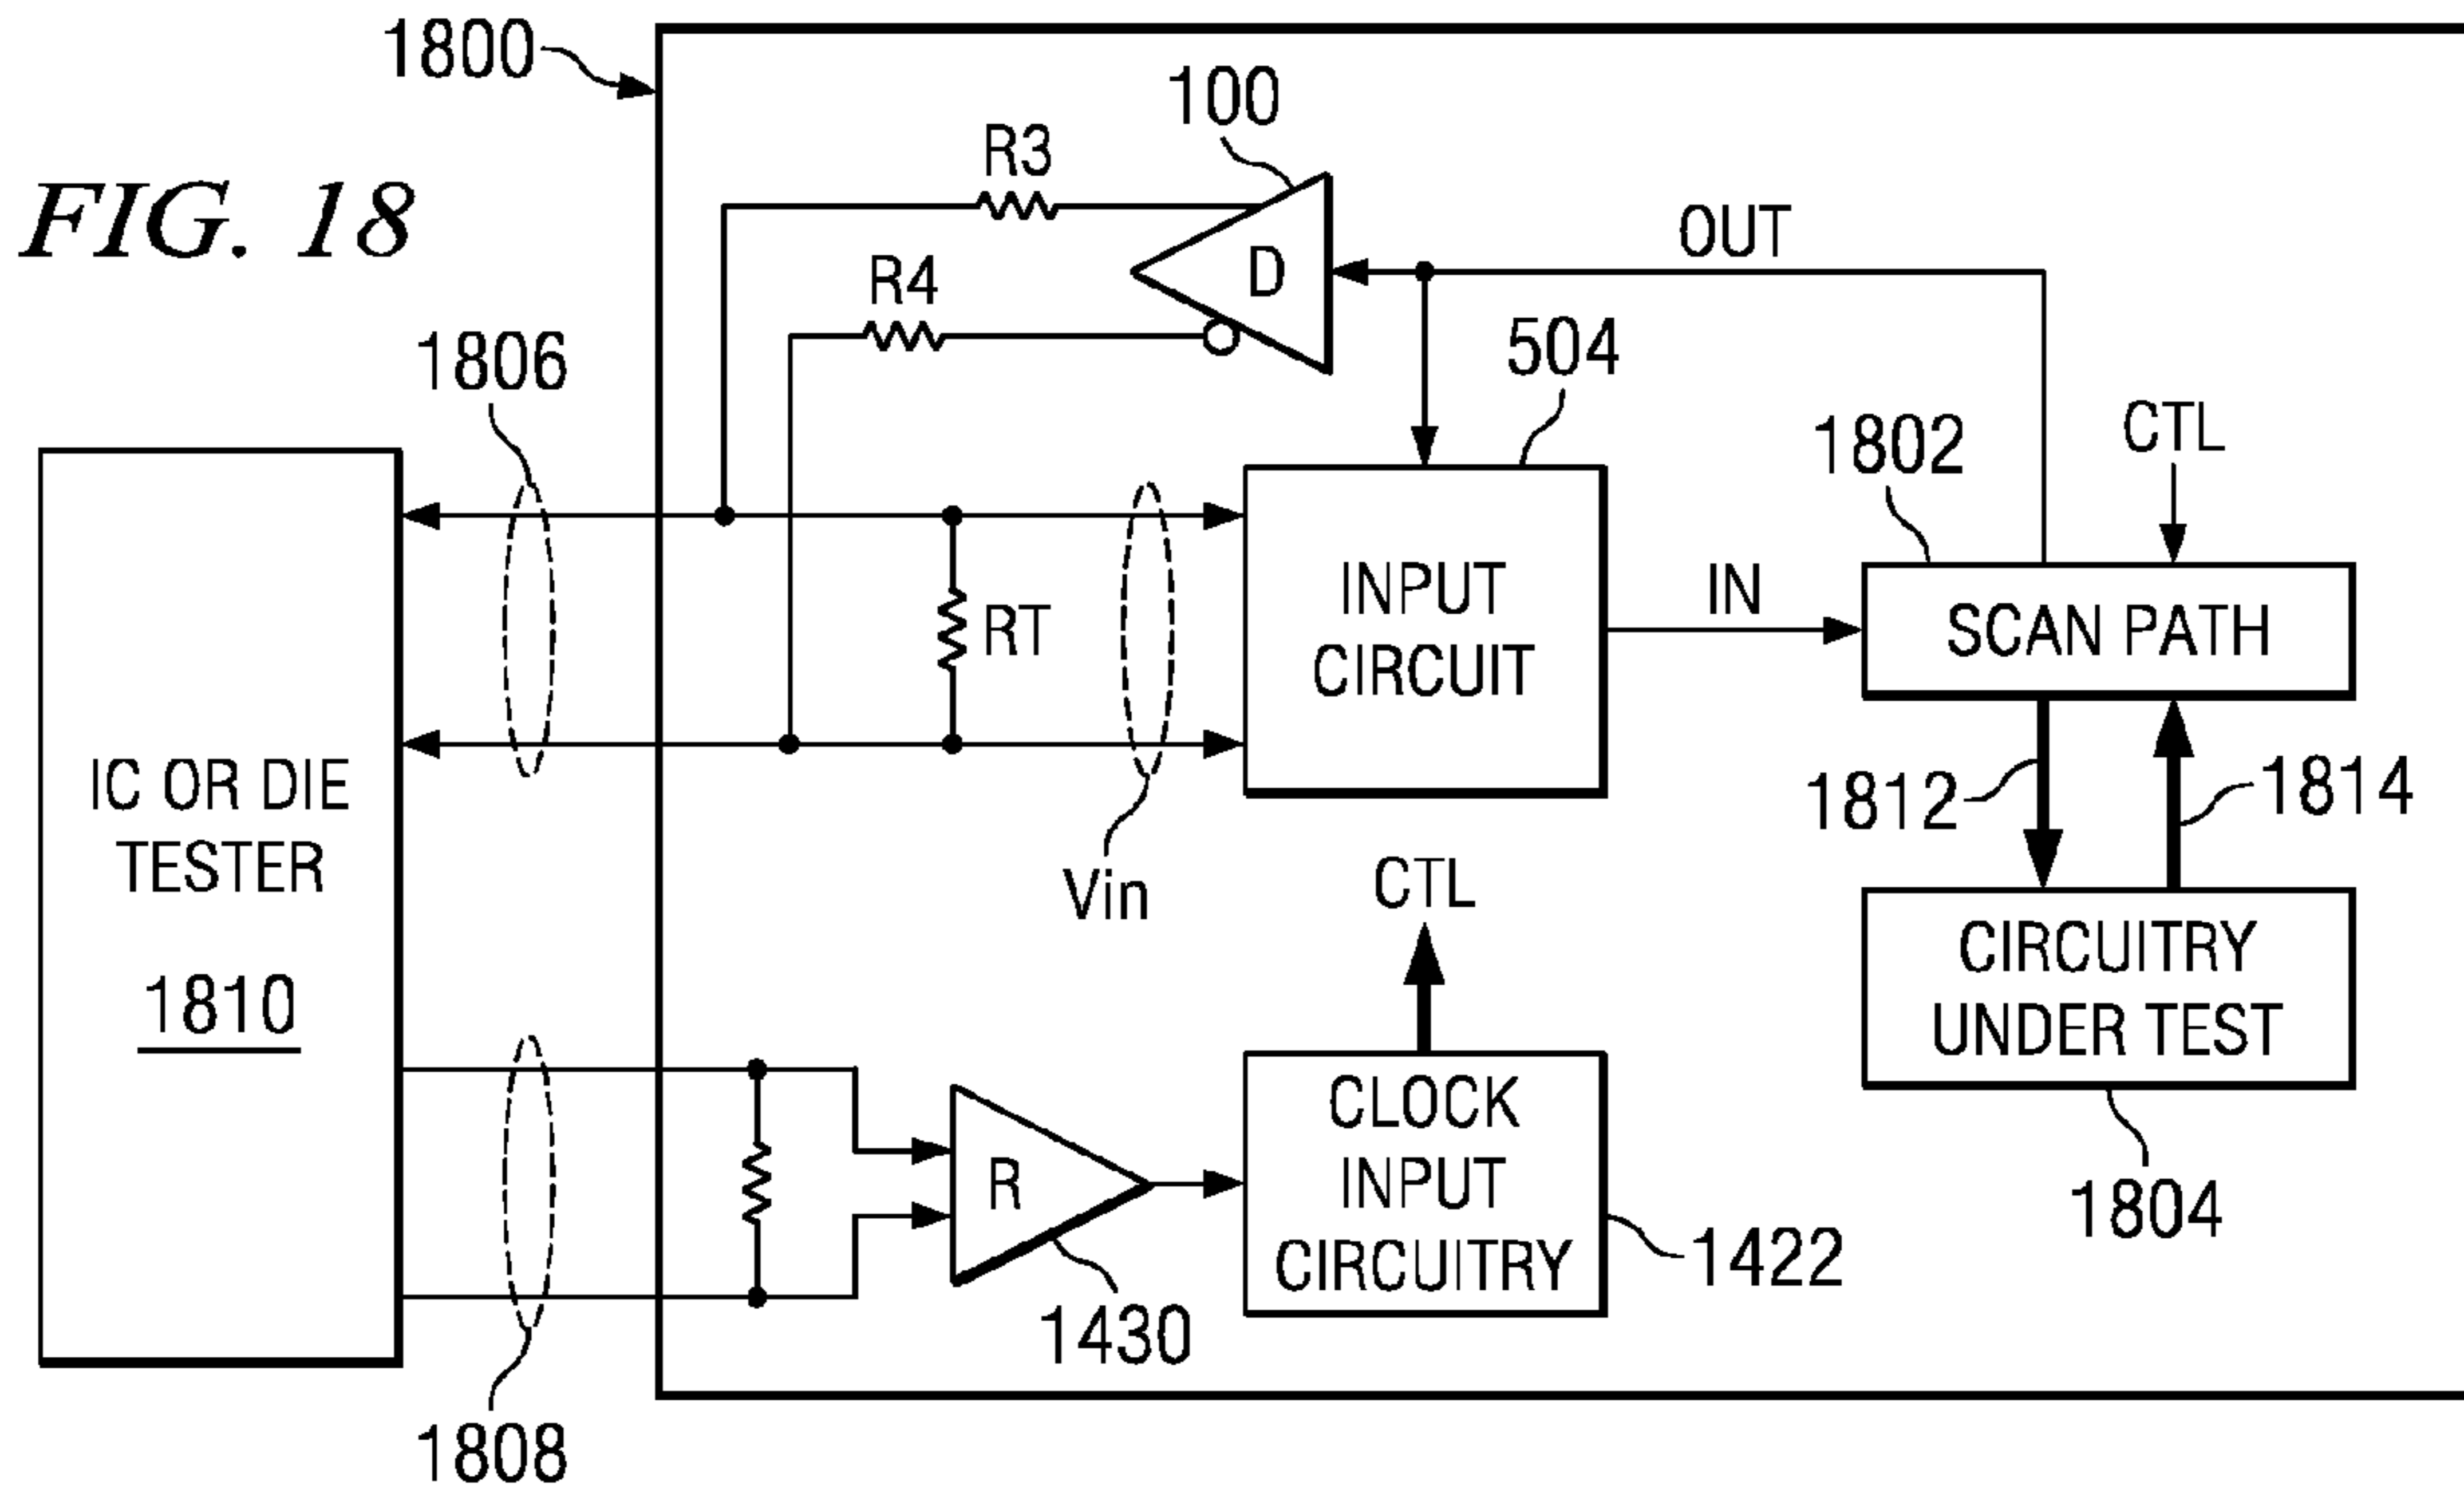 1800
FIG. 18
100
R3
D
OUT
R4
1806
504
1802
CTL
IC OR DIE
TESTER
1810
RT
Vin
INPUT
CIRCUIT
IN
SCAN PATH
1812
1814
CTL
CIRCUITRY
UNDER TEST
1804
R
1430
CLOCK
INPUT
CIRCUITRY
1422
1808